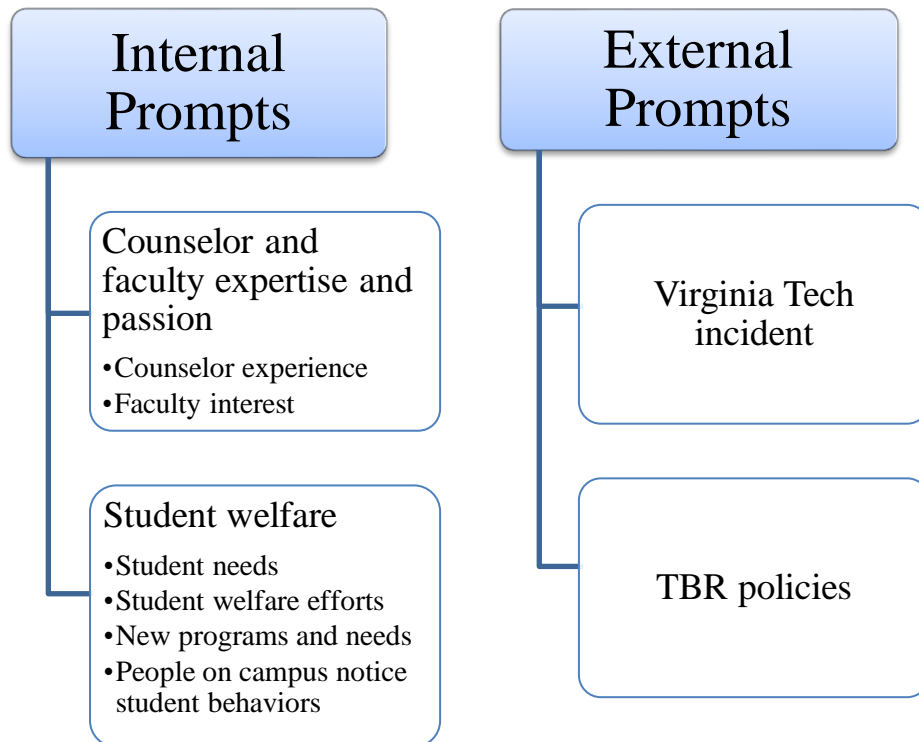 Internal
Prompts
Counselor and
faculty expertise and
passion
•Counselor experience
•Faculty interest
Student welfare
•Student needs
•Student welfare efforts
•New programs and needs
•People on campus notice
student behaviors
External
Prompts
Virginia Tech
incident
TBR policies